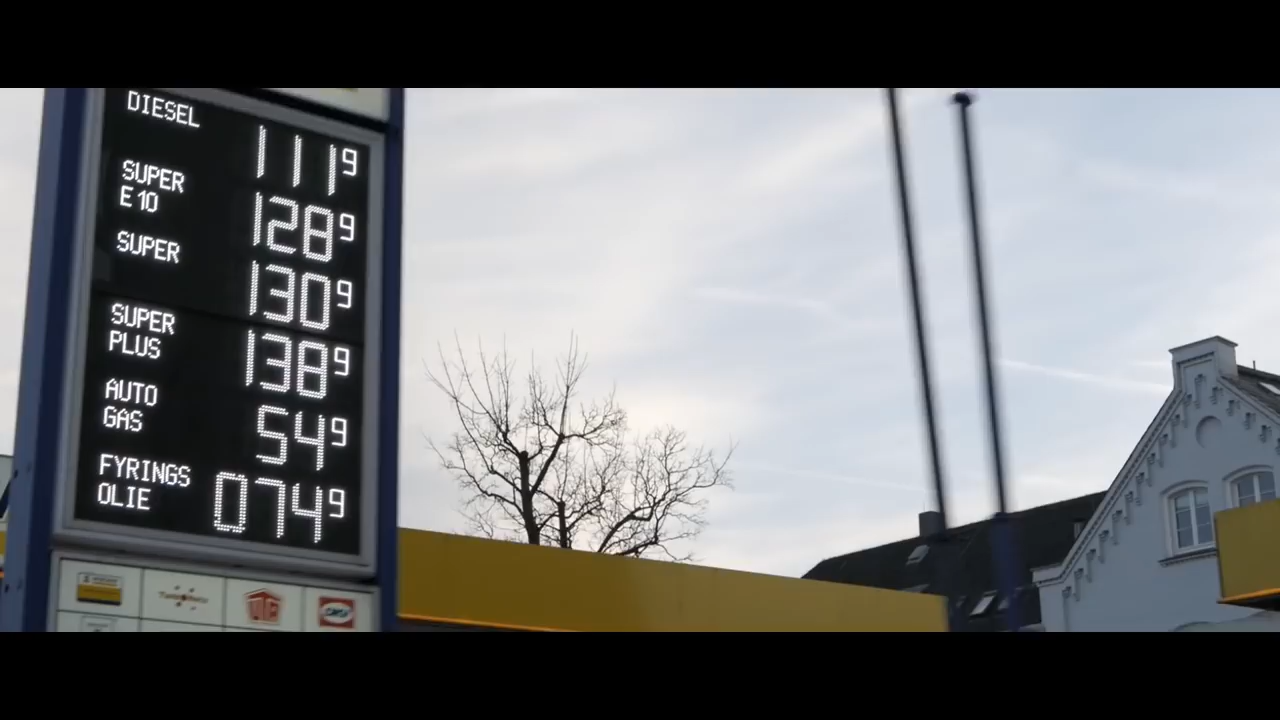 DIESEL 111⁹
SUPER
E10 128⁹
SUPER 130⁹
SUPER
PLUS 138⁹
AUTO
GAS 54⁹
FYRINGS
OLIE 074⁹